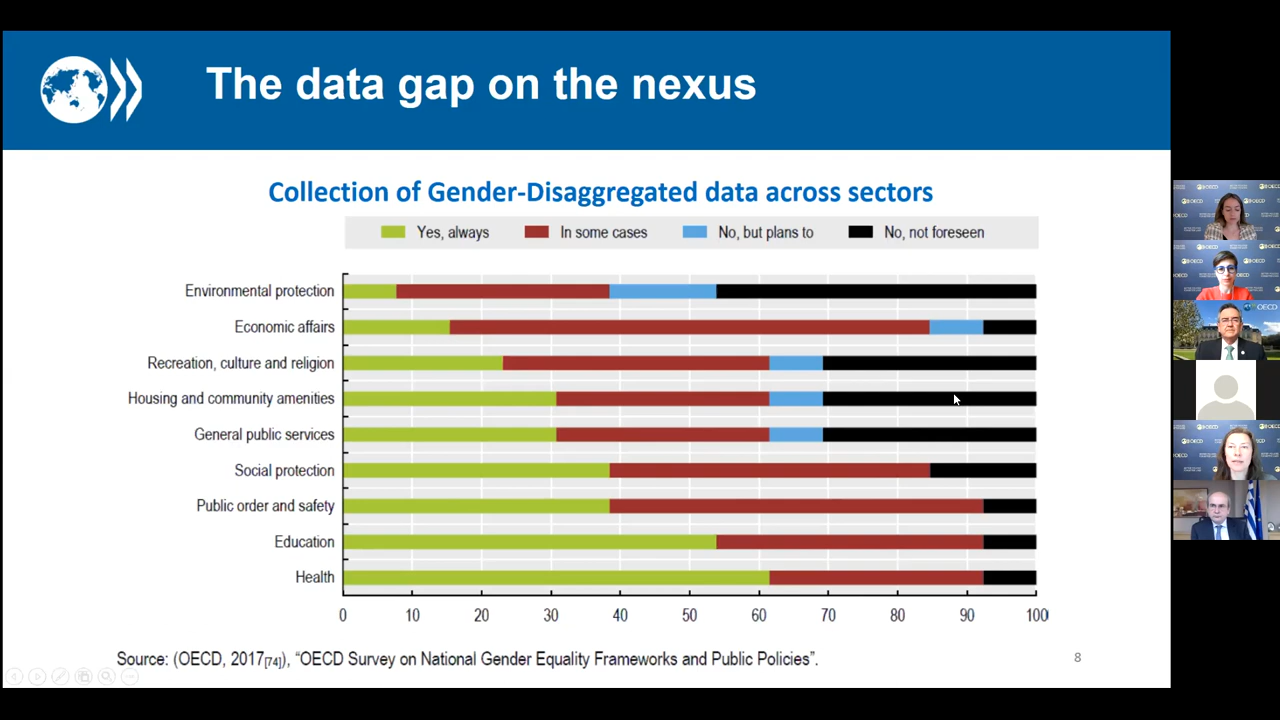 The data gap on the nexus
Collection of Gender-Disaggregated data across sectors
Yes, always In some cases No, but plans to No, not foreseen
Environmental protection
Economic affairs
Recreation, culture and religion
Housing and community amenities
General public services
Social protection
Public order and safety
Education
Health
0 10 20 30 40 50 60 70 80 90 100
Source: (OECD, 2017[74]), “OECD Survey on National Gender Equality Frameworks and Public Policies”.
8
OECD